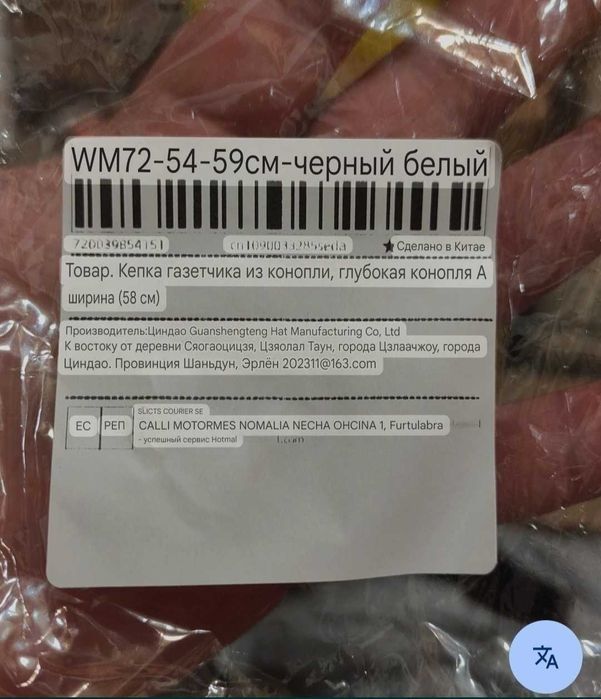 WM72-54-59см-черный белый
720039854151
★Сделано в Китае
Товар. Кепка газетчика из конопли, глубокая конопля А
ширина (58 см)
Производитель:Циндао Guanshengteng Hat Manufacturing Co, Ltd
К востоку от деревни Сяогаоцицзя, Цзяолал Таун, города Цзлаачжоу, города
Циндао. Провинция Шаньдун, Эрлён 202311@163.com
SLICTS COURIER SE
ЕС РЕП CALLI MOTORMES NOMALIA NECHA OHCINA 1, Furtulabra
- успешный сервис Hotmal